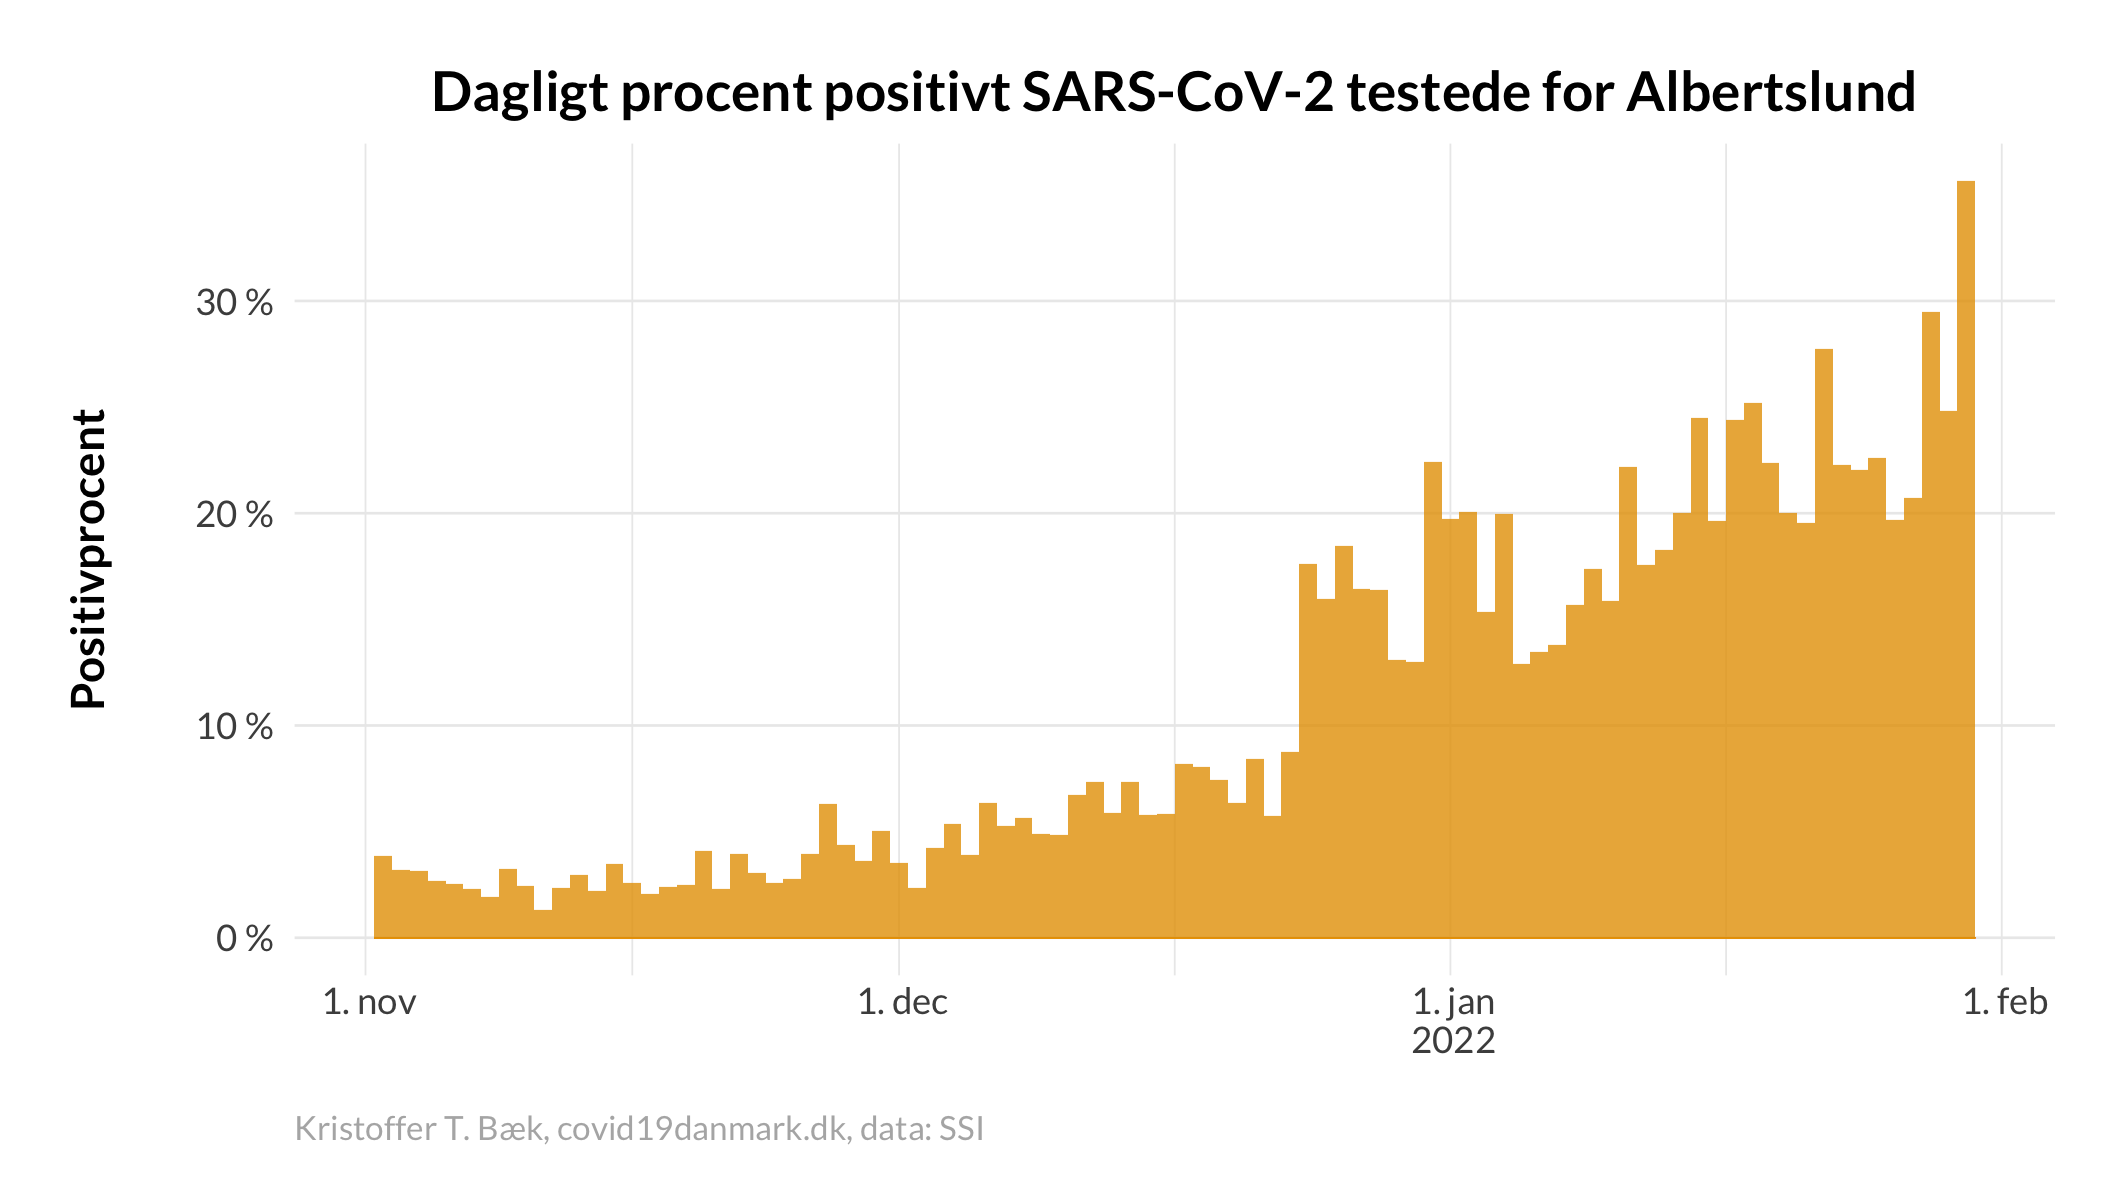 Dagligt procent positivt SARS-CoV-2 testede for Albertslund
Positivprocent
30 %
20 %
10 %
0 %
1. nov
1. dec
1. jan
2022
1. feb
Kristoffer T. Bæk, covid19danmark.dk, data: SSI